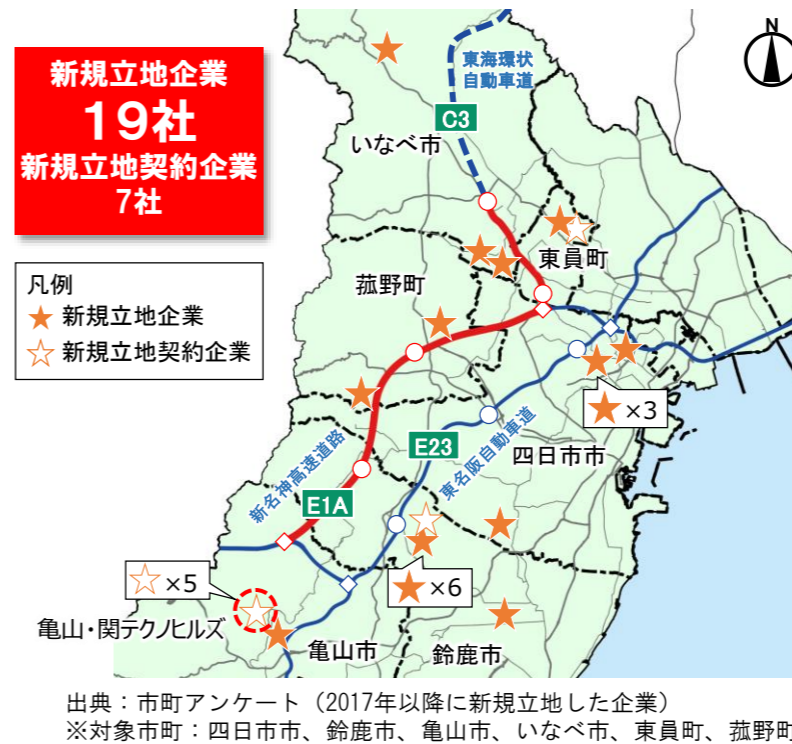 新規立地企業
19社
新規立地契約企業
7社
凡例
★ 新規立地企業
☆ 新規立地契約企業
N
東海環状
自動車道
C3
いなべ市
東員町
菰野町
★×3
E23
東名阪自動車道
四日市市
新名神高速道路
E1A
☆×5
★×6
亀山・関テクノヒルズ
亀山市
鈴鹿市
出典：市町アンケート（2017年以降に新規立地した企業）
※対象市町：四日市市、鈴鹿市、亀山市、いなべ市、東員町、菰野町